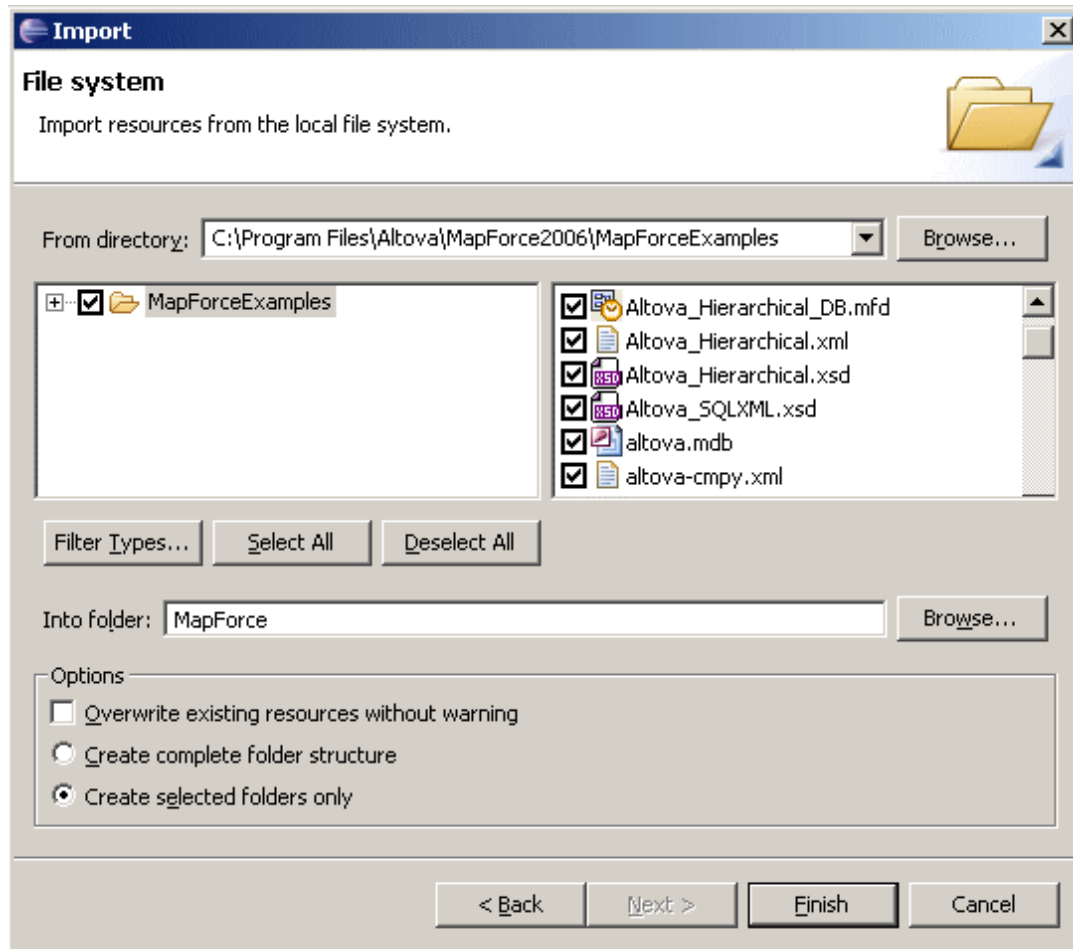 Import
File system
Import resources from the local file system.
From directory: C:\Program Files\Altova\MapForce2006\MapForceExamples Browse...
MapForceExamples
Altova_Hierarchical_DB.mfd
Altova_Hierarchical.xml
XSD Altova_Hierarchical.xsd
XSD Altova_SQLXML.xsd
altova.mdb
altova-cmpy.xml
Filter Types... Select All Deselect All
Into folder: MapForce Browse...
Options
Overwrite existing resources without warning
Create complete folder structure
Create selected folders only
< Back Next > Finish Cancel